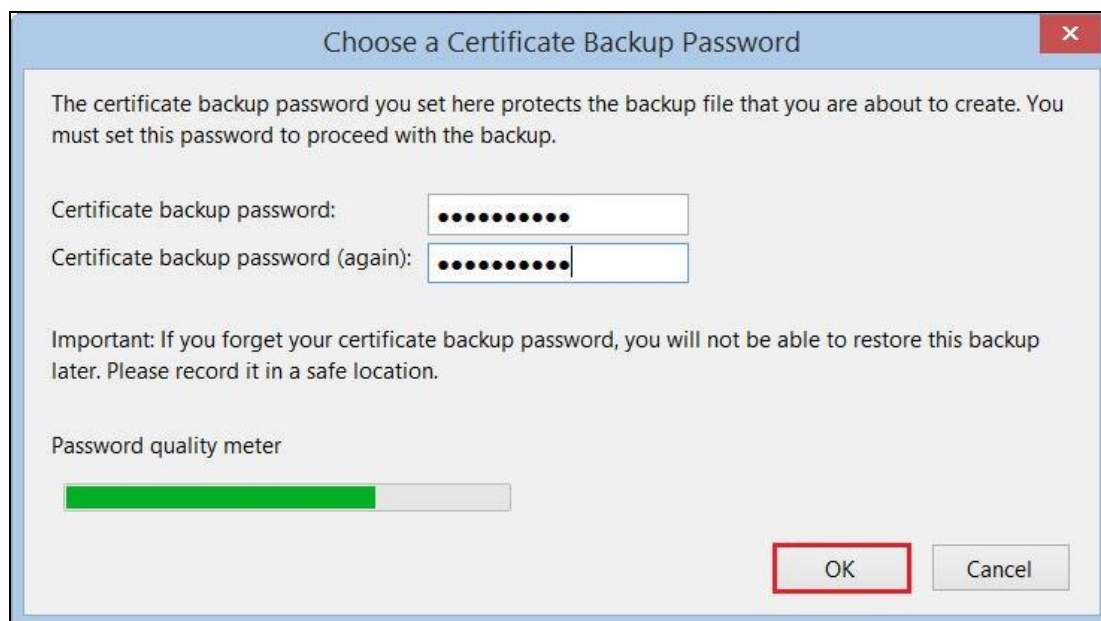 Choose a Certificate Backup Password
The certificate backup password you set here protects the backup file that you are about to create. You
must set this password to proceed with the backup.
Certificate backup password:
●●●●●●●●●●
Certificate backup password (again):
●●●●●●●●●●
Important: If you forget your certificate backup password, you will not be able to restore this backup
later. Please record it in a safe location.
Password quality meter
OK
Cancel